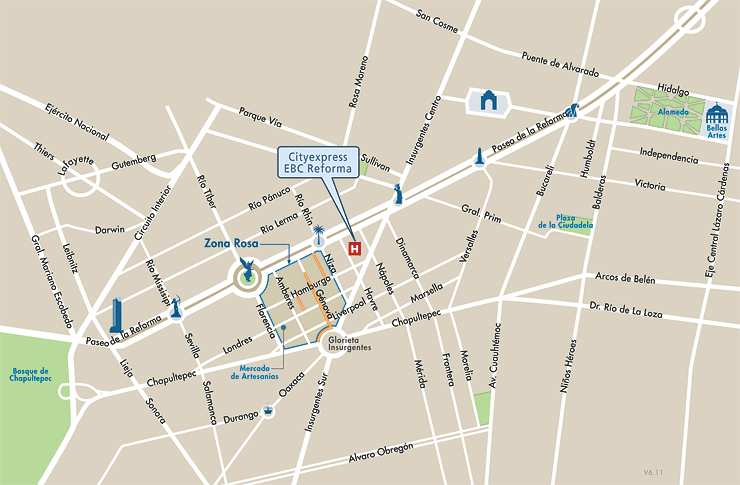 San Cosme
Puente de Alvarado
Hidalgo
Rosa Moreno
Insurgentes Centro
Paseo de la Reforma
Alameda
Bellas
Artes
Ejército Nacional
Parque Via
Thiers
Lafayette
Gutemberg
Sullivan
Cityexpress
EBC Reforma
Independencia
Humboldt
Balderas
Bucareli
Victoria
Circuito Interior
Río Tiber
Río Pánuco
Río Lerma
Río Rhin
Gral. Prim
Plaza
de la Ciudadela
Eje Central Lázaro Cárdenas
Darwin
Leibnitz
Gral. Mariano Escobedo
Río Missisipi
Zona Rosa
H
Niza
Dinamarca
Versalles
Nápoles
Arcos de Belén
Hamburgo
Amberes
Génova
Havre
Marsella
Liverpool
Florencia
Chapultepec
Dr. Río de La Loza
Paseo de la Reforma
Londres
Glorieta
Insurgentes
Sevilla
Mercado
de Artesanías
Bosque de
Chapultepec
Lieja
Chapultepec
Salamanca
Sonora
Oaxaca
Durango
Insurgentes Sur
Mérida
Frontera
Morelia
Av. Cuauhtémoc
Niños Héroes
Alvaro Obregón
V6.11